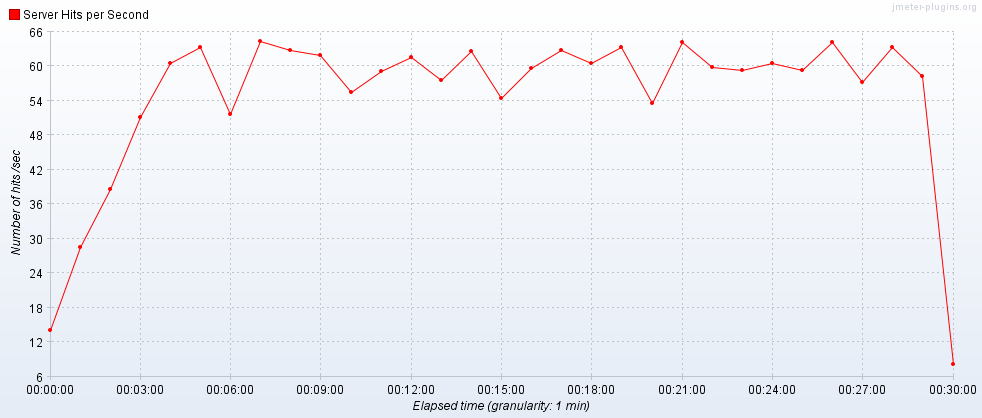 jmeter-plugins.org
Server Hits per Second
66
60
54
48
42
36
30
24
18
12
6
Number of hits /sec
00:00:00 00:03:00 00:06:00 00:09:00 00:12:00 00:15:00 00:18:00 00:21:00 00:24:00 00:27:00 00:30:00
Elapsed time (granularity: 1 min)